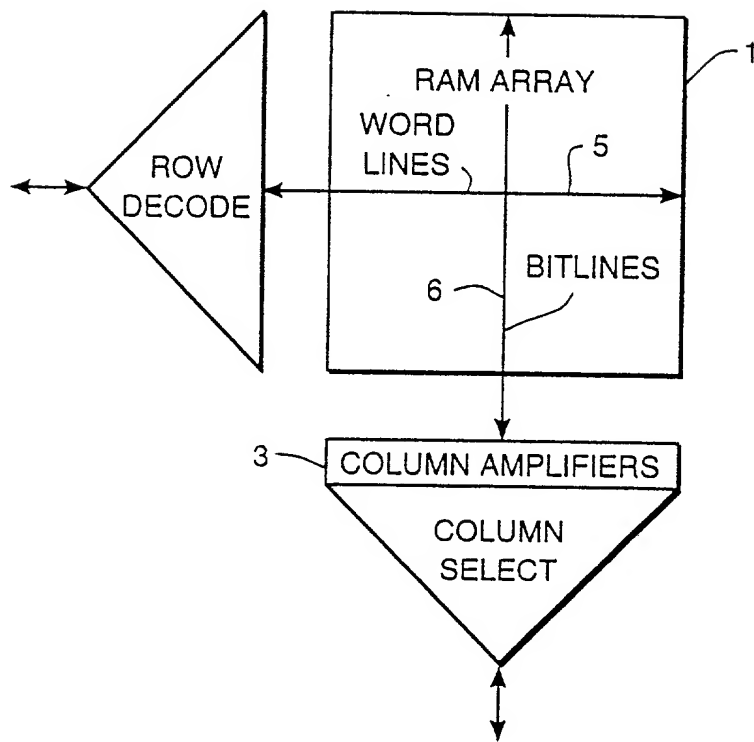 1
RAM ARRAY
WORD
LINES
5
ROW
DECODE
6
BITLINES
3
COLUMN AMPLIFIERS
COLUMN
SELECT